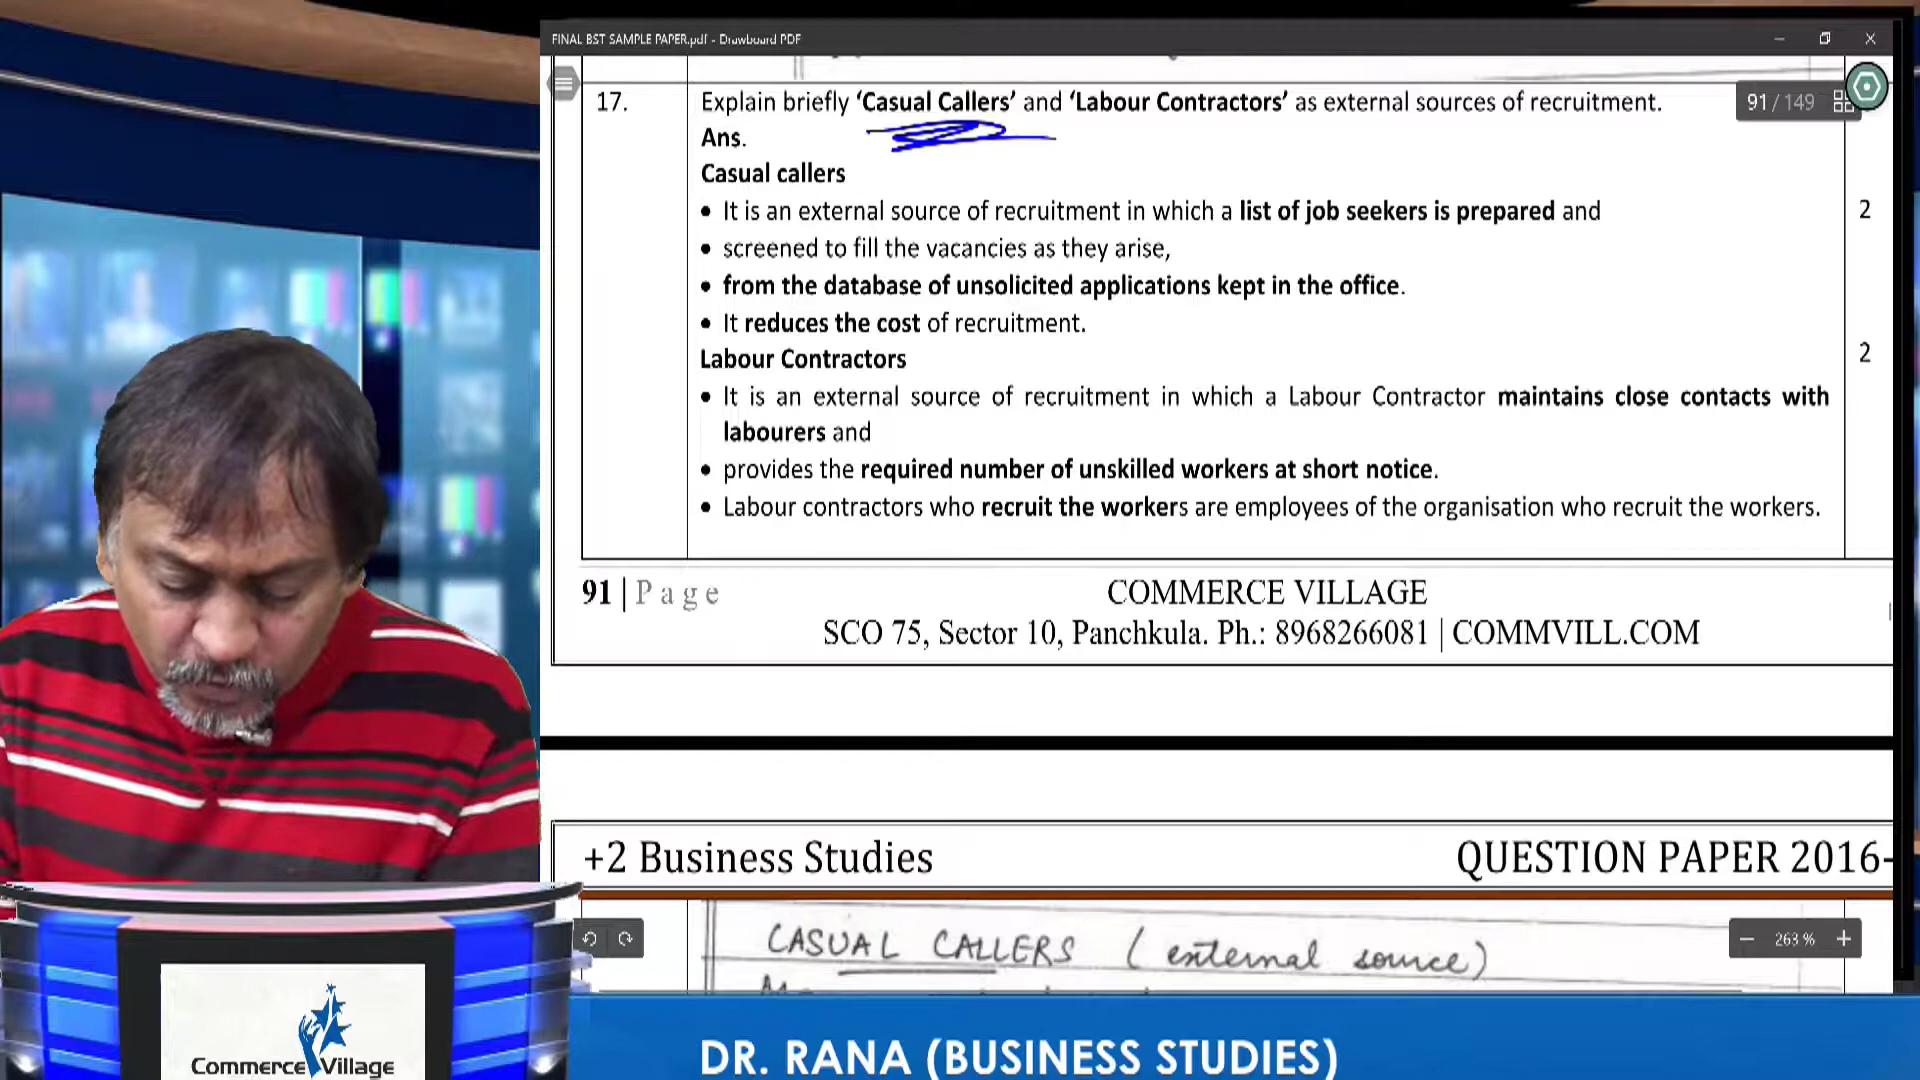 FINAL BST SAMPLE PAPER.pdf - Drawboard PDF
91 / 149
17.
Explain briefly ‘Casual Callers’ and ‘Labour Contractors’ as external sources of recruitment.
Ans.
Casual callers
• It is an external source of recruitment in which a list of job seekers is prepared and
2
• screened to fill the vacancies as they arise,
• from the database of unsolicited applications kept in the office.
• It reduces the cost of recruitment.
Labour Contractors
2
• It is an external source of recruitment in which a Labour Contractor maintains close contacts with
labourers and
• provides the required number of unskilled workers at short notice.
• Labour contractors who recruit the workers are employees of the organisation who recruit the workers.
91 | Page
COMMERCE VILLAGE
SCO 75, Sector 10, Panchkula. Ph.: 8968266081 | COMMVILL.COM
+2 Business Studies
QUESTION PAPER 2016-
CASUAL CALLERS (external source)
263 %
Commerce Village
DR. RANA (BUSINESS STUDIES)